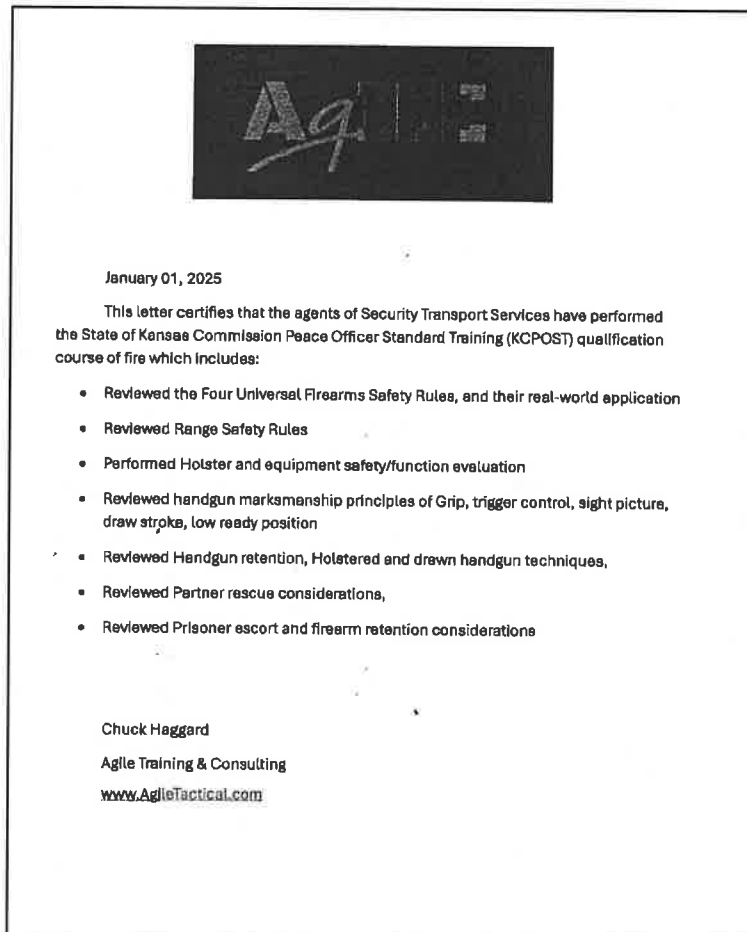 Ag
January 01, 2025
This letter certifies that the agents of Security Transport Services have performed
the State of Kansas Commission Peace Officer Standard Training (KCPOST) qualification
course of fire which includes:
• Reviewed the Four Universal Firearms Safety Rules, and their real-world application
• Reviewed Range Safety Rules
• Performed Holster and equipment safety/function evaluation
• Reviewed handgun marksmanship principles of Grip, trigger control, sight picture,
draw stroke, low ready position
• Reviewed Handgun retention, Holstered and drawn handgun techniques,
• Reviewed Partner rescue considerations,
• Reviewed Prisoner escort and firearm retention considerations
Chuck Haggard
Agile Training & Consulting
www.AgileTactical.com